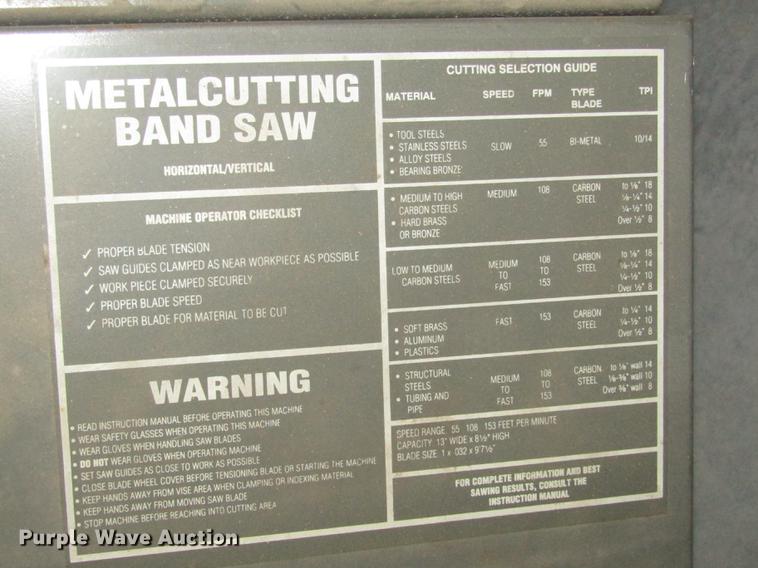 METALCUTTING
BAND SAW
HORIZONTAL/VERTICAL
MACHINE OPERATOR CHECKLIST
✓ PROPER BLADE TENSION
✓ SAW GUIDES CLAMPED AS NEAR WORKPIECE AS POSSIBLE
✓ WORK PIECE CLAMPED SECURELY
✓ PROPER BLADE SPEED
✓ PROPER BLADE FOR MATERIAL TO BE CUT
WARNING
• READ INSTRUCTION MANUAL BEFORE OPERATING THIS MACHINE
• WEAR SAFETY GLASSES WHEN OPERATING THIS MACHINE
• WEAR GLOVES WHEN HANDLING SAW BLADES
• DO NOT WEAR GLOVES WHEN OPERATING MACHINE
• SET SAW GUIDES AS CLOSE TO WORK AS POSSIBLE
• CLOSE BLADE WHEEL COVER BEFORE TENSIONING BLADE OR STARTING THE MACHINE
• KEEP HANDS AWAY FROM VISE AREA WHEN CLAMPING OR INDEXING MATERIAL
• KEEP HANDS AWAY FROM MOVING SAW BLADE
• STOP MACHINE BEFORE REACHING INTO CUTTING AREA
CUTTING SELECTION GUIDE
MATERIAL SPEED FPM TYPE BLADE TPI
• TOOL STEELS
• STAINLESS STEELS SLOW 55 BI-METAL 10/14
• ALLOY STEELS
• BEARING BRONZE
• MEDIUM TO HIGH MEDIUM 108 CARBON to ⅛" 18
CARBON STEELS STEEL ⅛-¼" 14
• HARD BRASS ¼-½" 10
OR BRONZE Over ½" 8
LOW TO MEDIUM MEDIUM 108 CARBON to ⅛" 18
CARBON STEELS TO TO STEEL ⅛-¼" 14
FAST 153 ¼-½" 10
Over ½" 8
• SOFT BRASS FAST 153 CARBON to ¼" 14
• ALUMINUM STEEL ¼-½" 10
• PLASTICS Over ½" 8
• STRUCTURAL MEDIUM 108 CARBON to ⅛" wall 14
STEELS TO TO STEEL ⅛-⅜" wall 10
• TUBING AND FAST 153 Over ⅜" wall 8
PIPE
SPEED RANGE 55 108 153 FEET PER MINUTE
CAPACITY 13" WIDE x 8½" HIGH
BLADE SIZE 1 x .032 x 9'7½"
FOR COMPLETE INFORMATION AND BEST
SAWING RESULTS, CONSULT THE
INSTRUCTION MANUAL
Purple Wave Auction